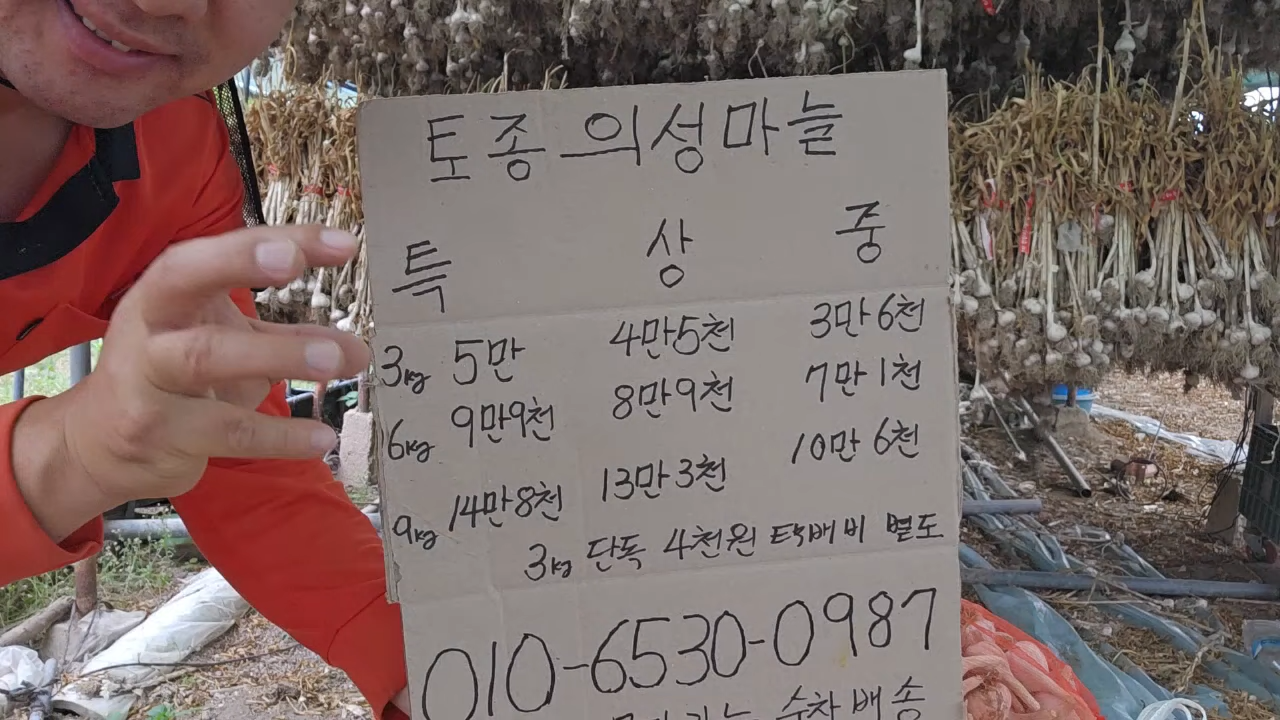 토종 의성마늘
특 상 중
3kg 5만 4만5천 3만6천
6kg 9만9천 8만9천 7만1천
9kg 14만8천 13만3천 10만6천
3kg 단독 4천원 택배비 별도
010-6530-0987
순차배송